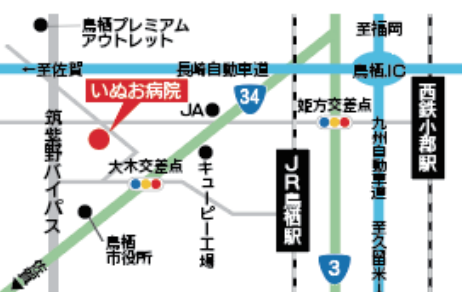 鳥栖プレミアム
アウトレット
至福岡
←至佐賀
長崎自動車道
鳥栖.IC
いぬお病院
34
JA
姫方交差点
西鉄小郡駅
筑紫野バイパス
大木交差点
キューピー工場
JR鳥栖駅
九州自動車道
鳥栖
市役所
3
至久留米